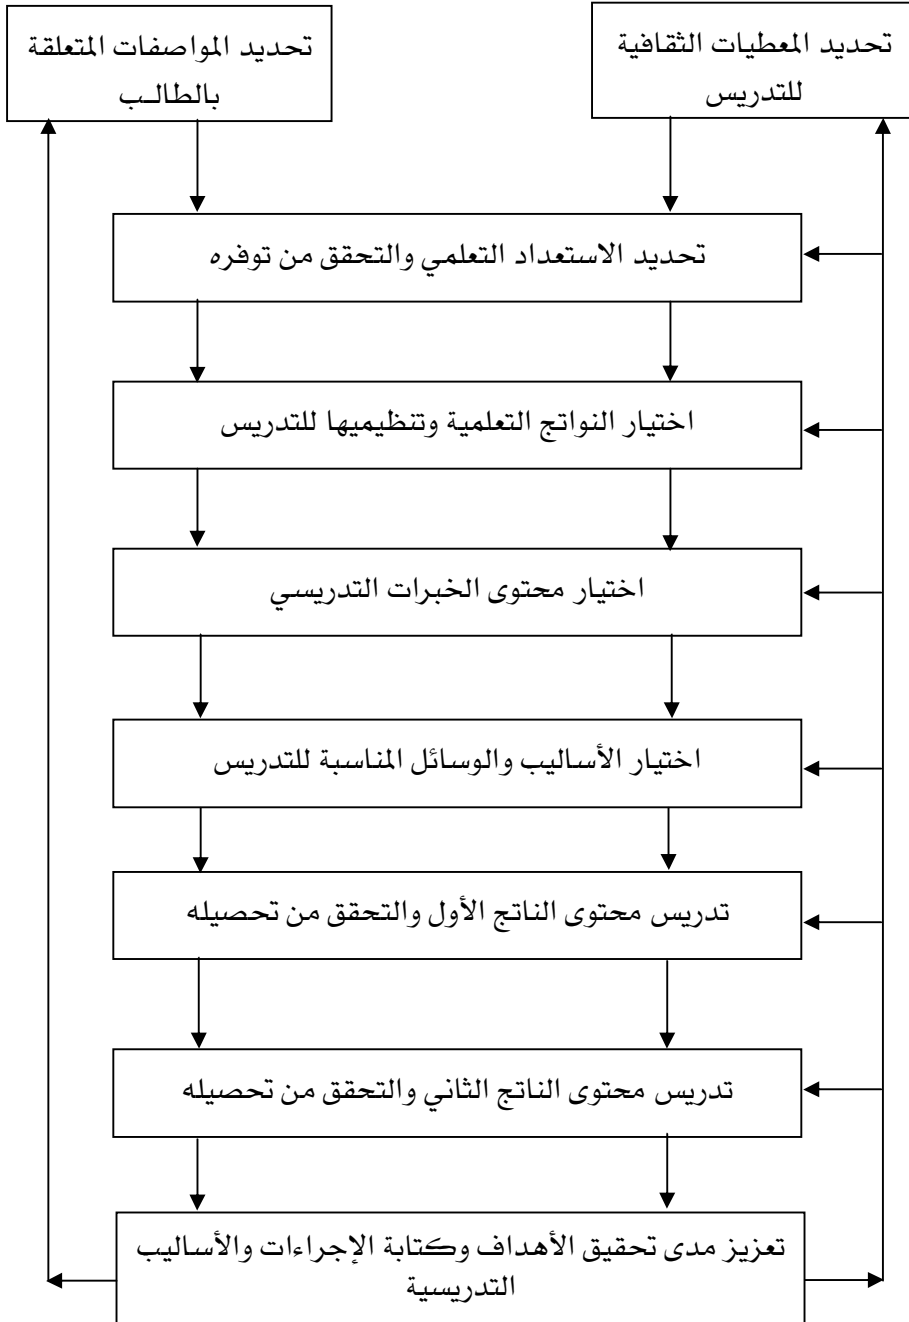 تحديد المعطيات الثقافية
للتدريس
تحديد المواصفات المتعلقة
بالطالب
تحديد الاستعداد التعلمي والتحقق من توفره
اختيار النواتج التعلمية وتنظيميها للتدريس
اختيار محتوى الخبرات التدريسي
اختيار الأساليب والوسائل المناسبة للتدريس
تدريس محتوى الناتج الأول والتحقق من تحصيله
تدريس محتوى الناتج الثاني والتحقق من تحصيله
تعزيز مدى تحقيق الأهداف وكتابة الإجراءات والأساليب
التدريسية